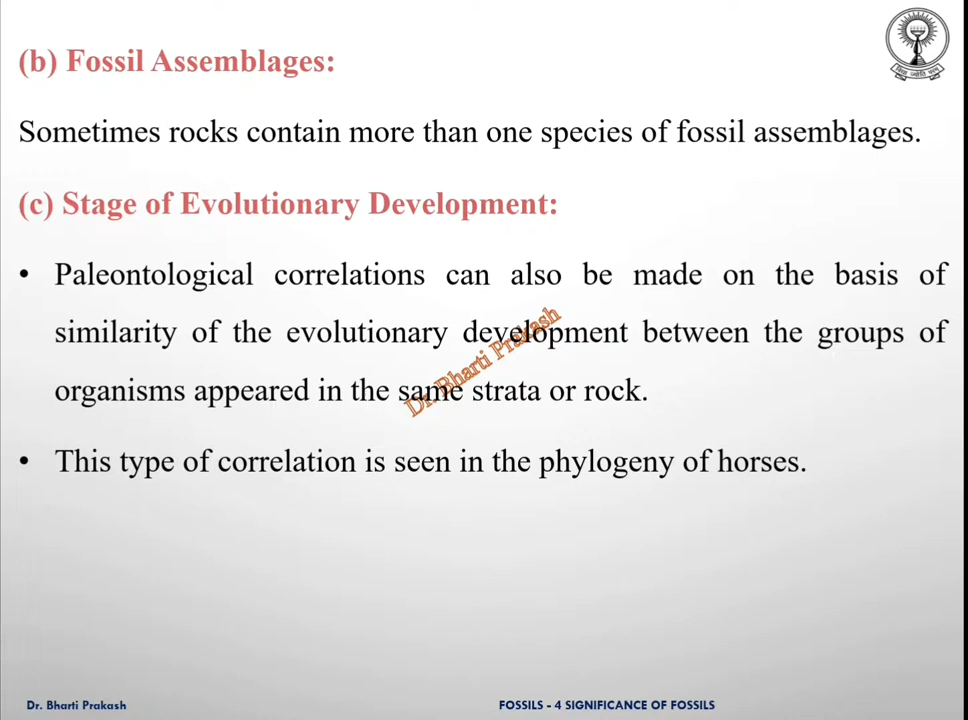 (b) Fossil Assemblages:
Sometimes rocks contain more than one species of fossil assemblages.
(c) Stage of Evolutionary Development:
• Paleontological correlations can also be made on the basis of
similarity of the evolutionary development between the groups of
organisms appeared in the same strata or rock.
Dr. Bharti Prakash
• This type of correlation is seen in the phylogeny of horses.
Dr. Bharti Prakash
FOSSILS - 4 SIGNIFICANCE OF FOSSILS